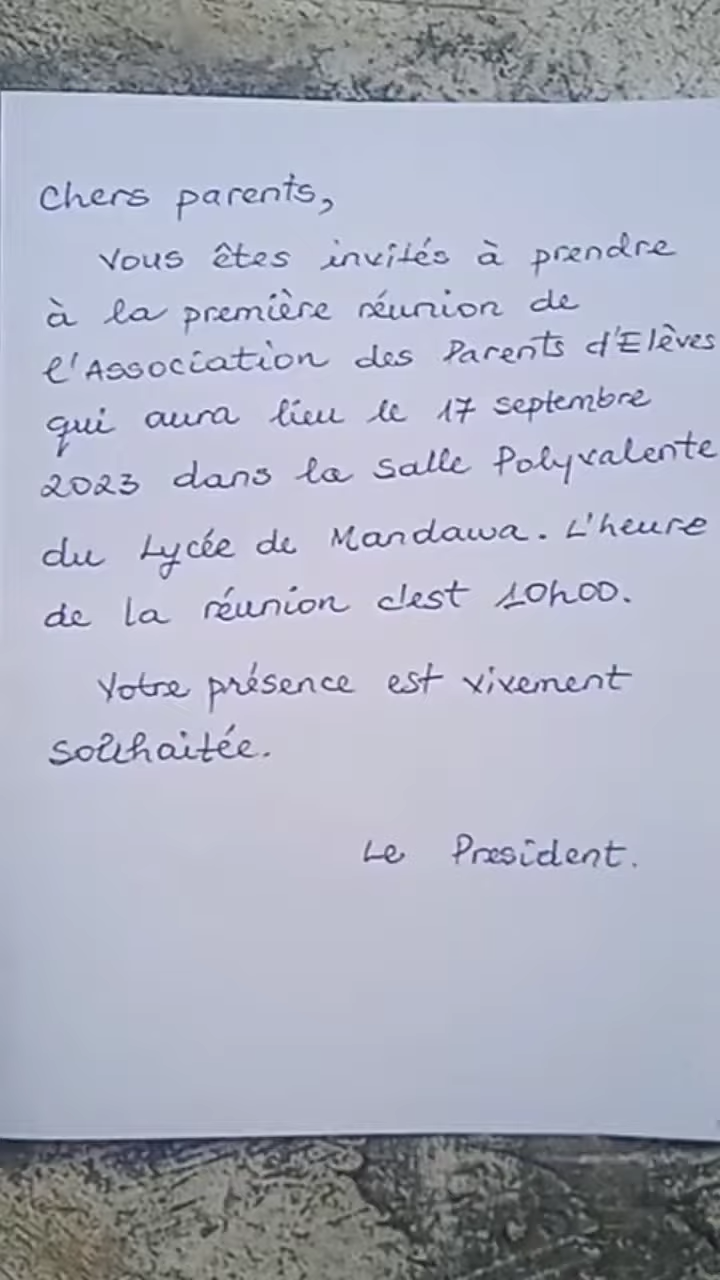 Chers parents,
Vous êtes invités à prendre
à la première réunion de
l'Association des Parents d'Elèves
qui aura lieu le 17 septembre
2023 dans la salle Polyvalente
du Lycée de Mandawa. L'heure
de la réunion c'est 10h00.
Votre présence est vivement
souhaitée.
Le President.